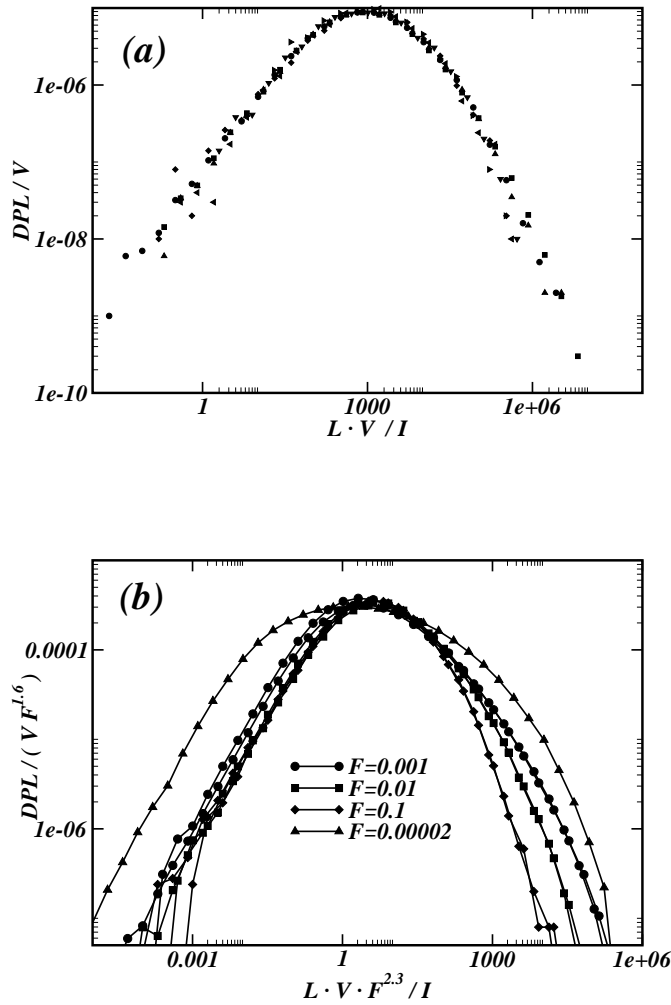 (a)
1e-06
1e-08
1e-10
DPL / V
1 1000 1e+06
L · V / I
(b)
0.0001
1e-06
DPL / ( V F^1.6)
F=0.001
F=0.01
F=0.1
F=0.00002
0.001 1 1000 1e+06
L · V · F^2.3 / I